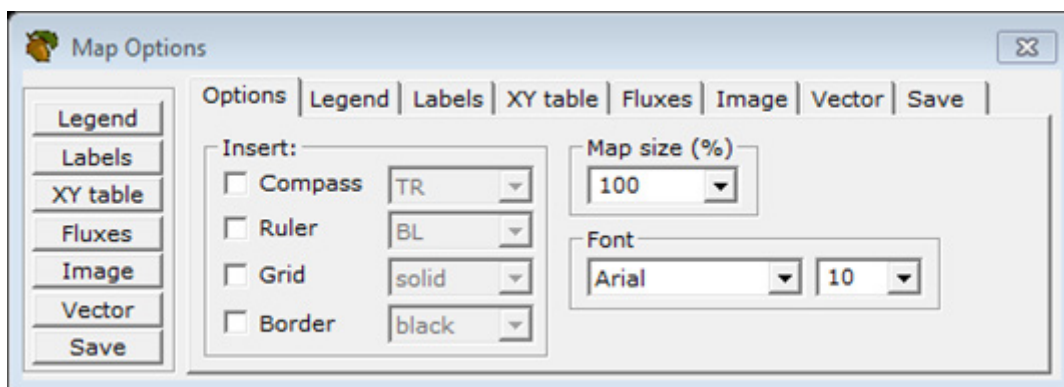 Map Options
Legend
Labels
XY table
Fluxes
Image
Vector
Save
Options Legend Labels XY table Fluxes Image Vector Save
Insert:
Compass TR
Ruler BL
Grid solid
Border black
Map size (%)
100
Font
Arial 10